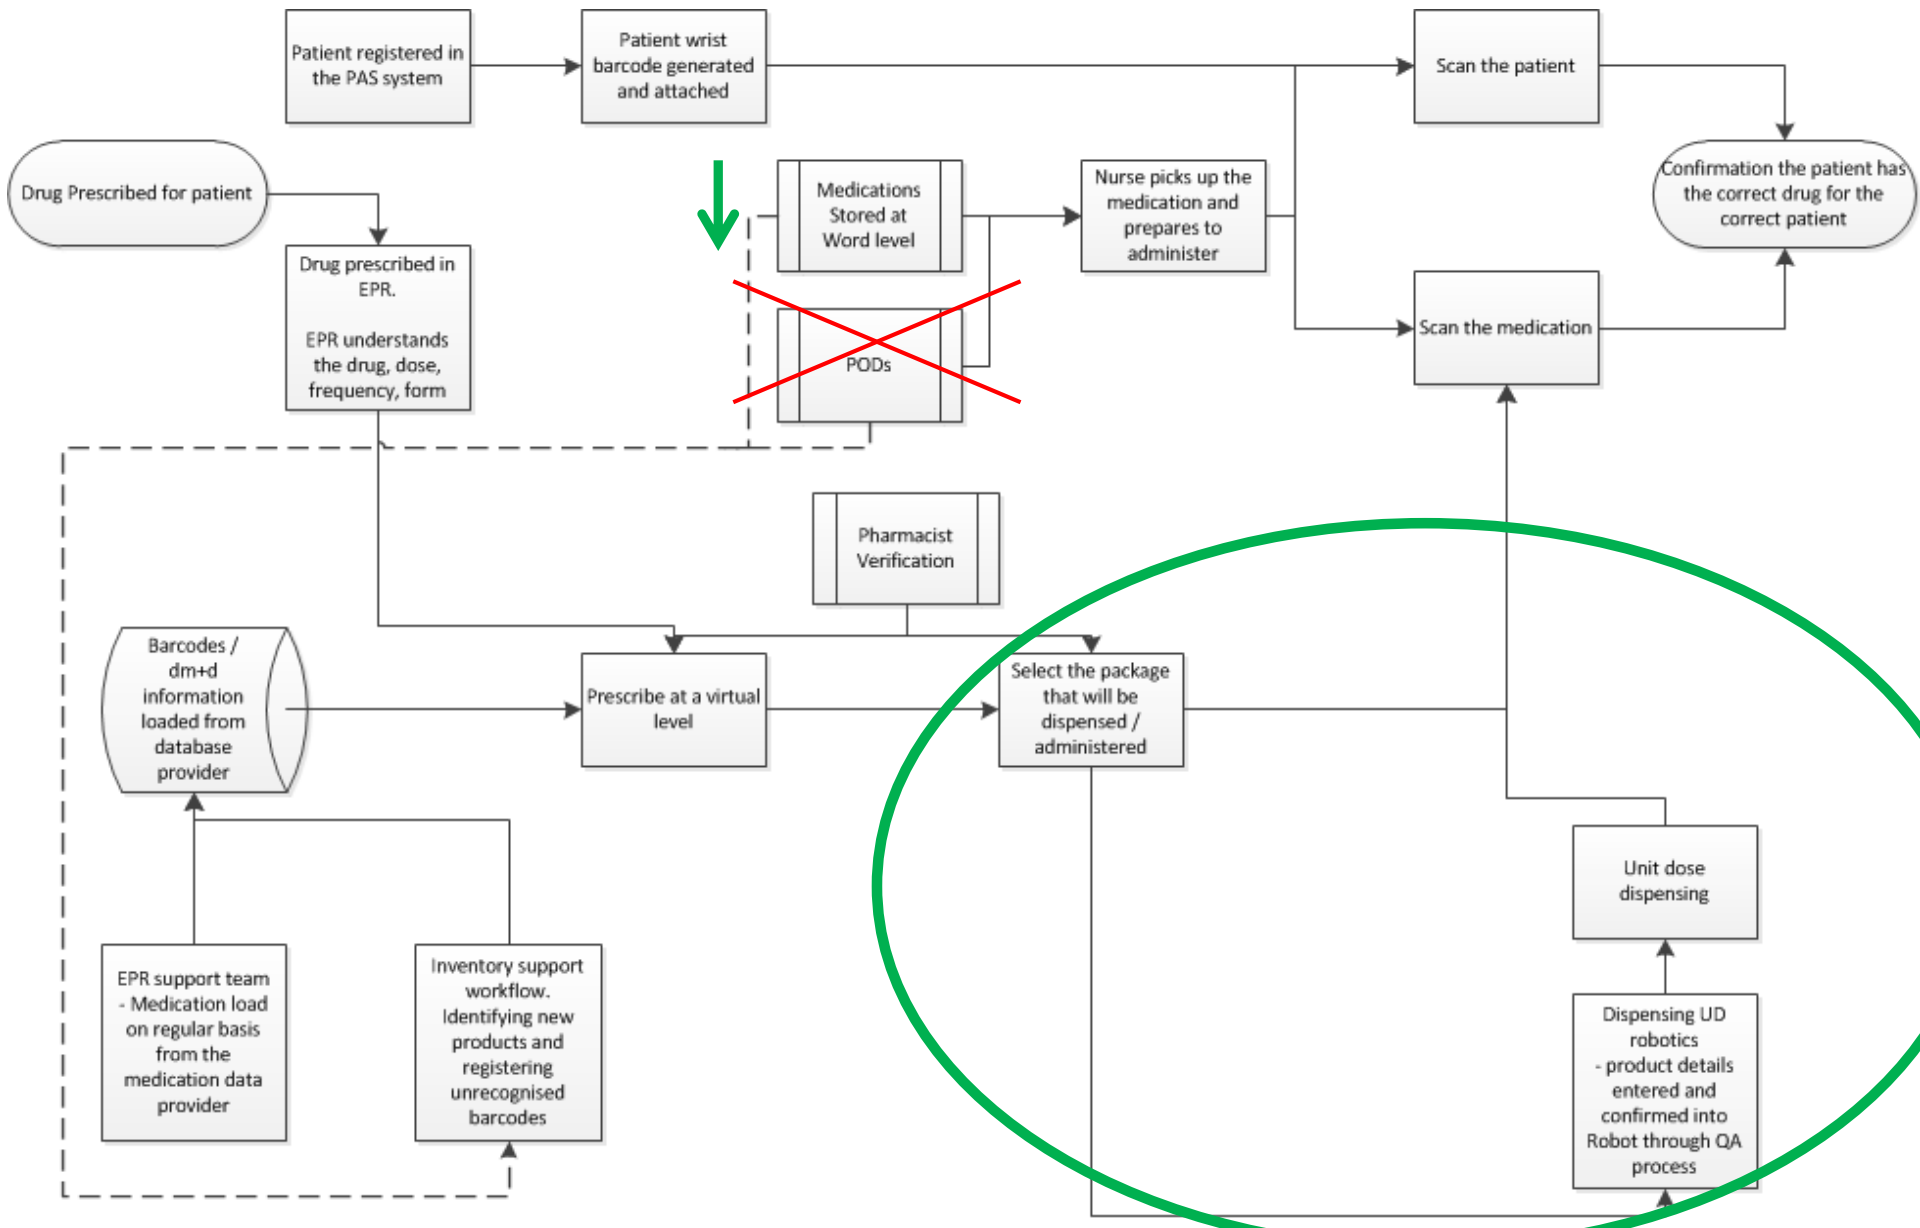 Patient registered in
the PAS system
Patient wrist
barcode generated
and attached
Scan the patient
Drug Prescribed for patient
Medications
Stored at
Word level
Nurse picks up the
medication and
prepares to
administer
Confirmation the patient has
the correct drug for the
correct patient
Drug prescribed in
EPR.
EPR understands
the drug, dose,
frequency, form
PODs
Scan the medication
Pharmacist
Verification
Barcodes /
dm+d
information
loaded from
database
provider
Prescribe at a virtual
level
Select the package
that will be
dispensed /
administered
Unit dose
dispensing
EPR support team
- Medication load
on regular basis
from the
medication data
provider
Inventory support
workflow.
Identifying new
products and
registering
unrecognised
barcodes
Dispensing UD
robotics
- product details
entered and
confirmed into
Robot through QA
process